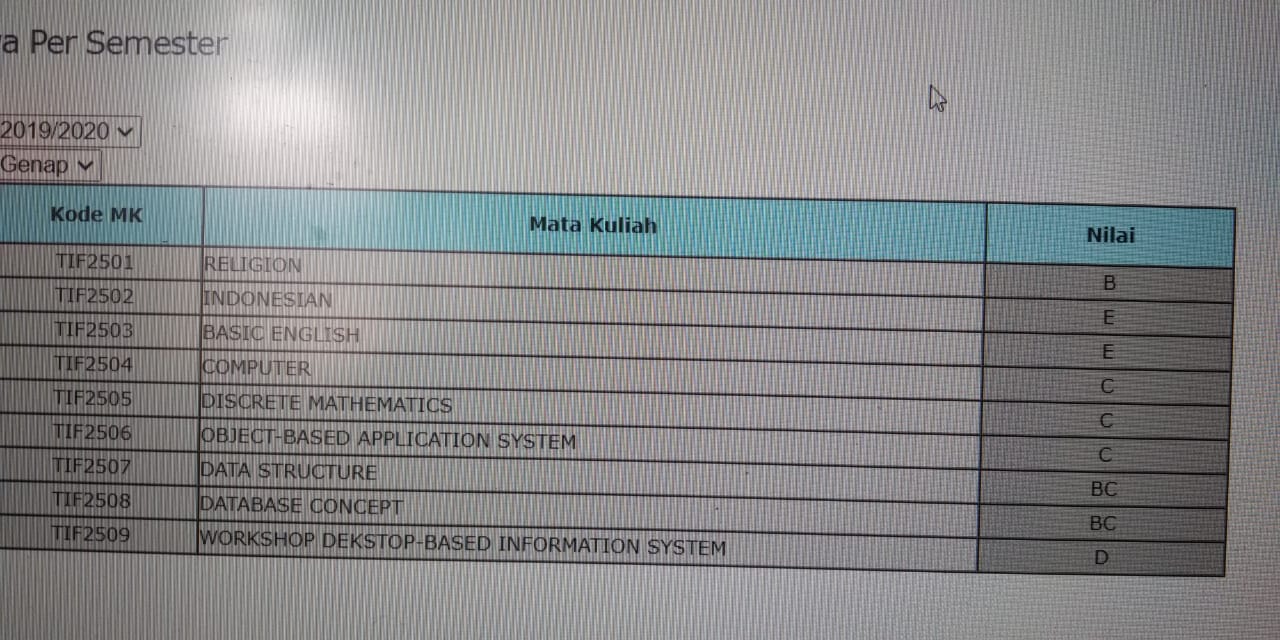 a Per Semester
2019/2020
Genap
Kode MK Mata Kuliah Nilai
TIF2501 RELIGION B
TIF2502 INDONESIAN E
TIF2503 BASIC ENGLISH E
TIF2504 COMPUTER C
TIF2505 DISCRETE MATHEMATICS C
TIF2506 OBJECT-BASED APPLICATION SYSTEM C
TIF2507 DATA STRUCTURE BC
TIF2508 DATABASE CONCEPT BC
TIF2509 WORKSHOP DEKSTOP-BASED INFORMATION SYSTEM D